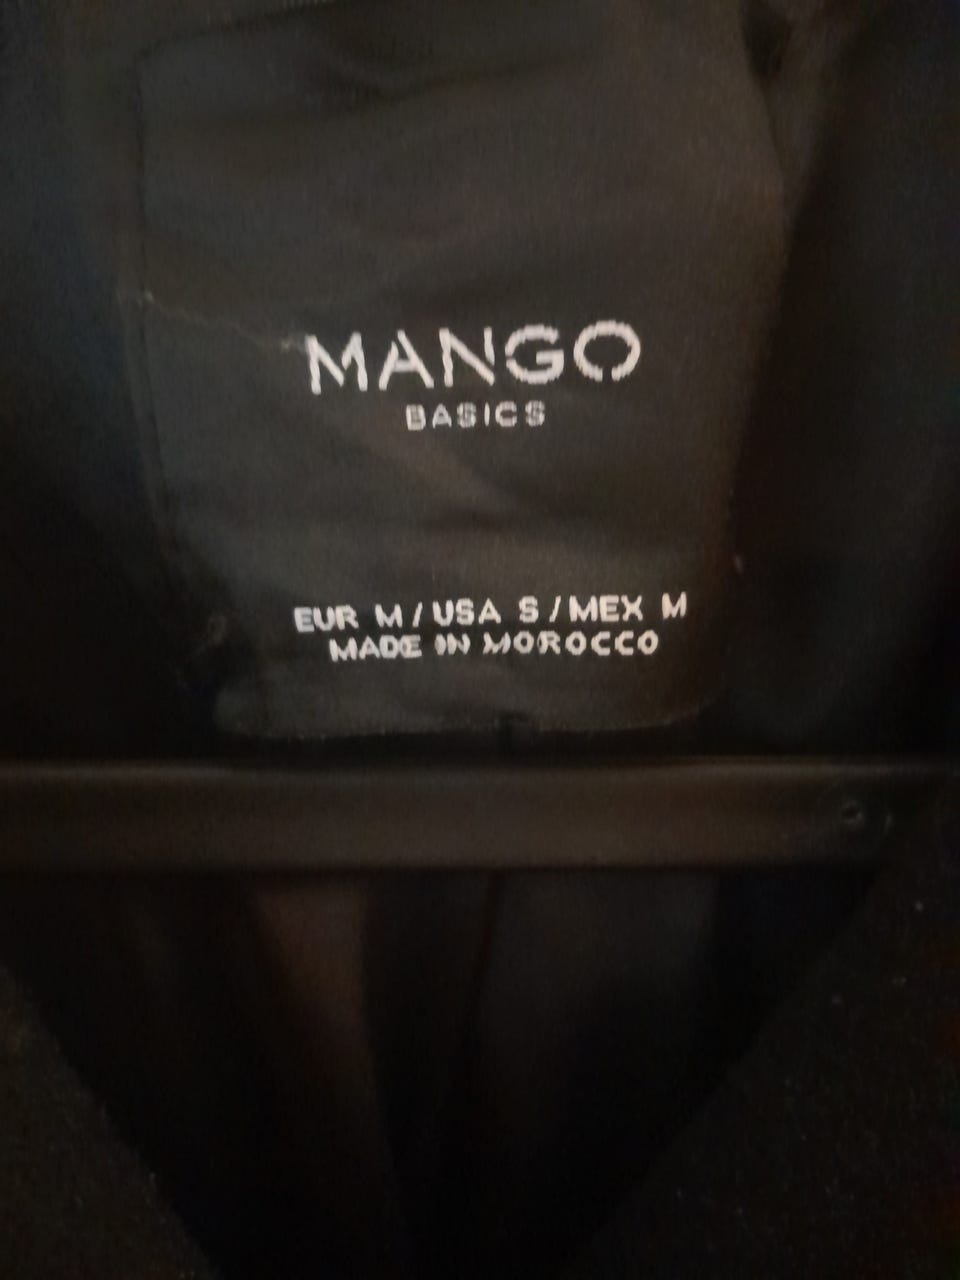 MANGO
BASICS
EUR M / USA S / MEX M
MADE IN MOROCCO